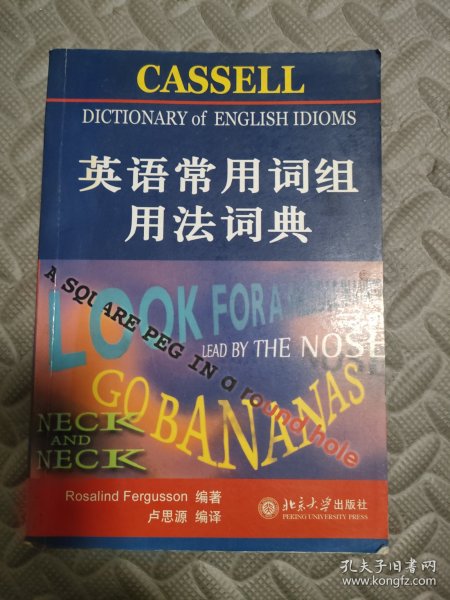 CASSELL
DICTIONARY of ENGLISH IDIOMS
英语常用词组
用法词典
A SQUARE PEG IN a round hole
LOOK FOR A
LEAD BY THE NOSE
GO BANANAS
NECK
AND
NECK
Rosalind Fergusson 编著
卢思源 编译
北京大学出版社
PEKING UNIVERSITY PRESS
孔夫子旧书网
www.kongfz.com